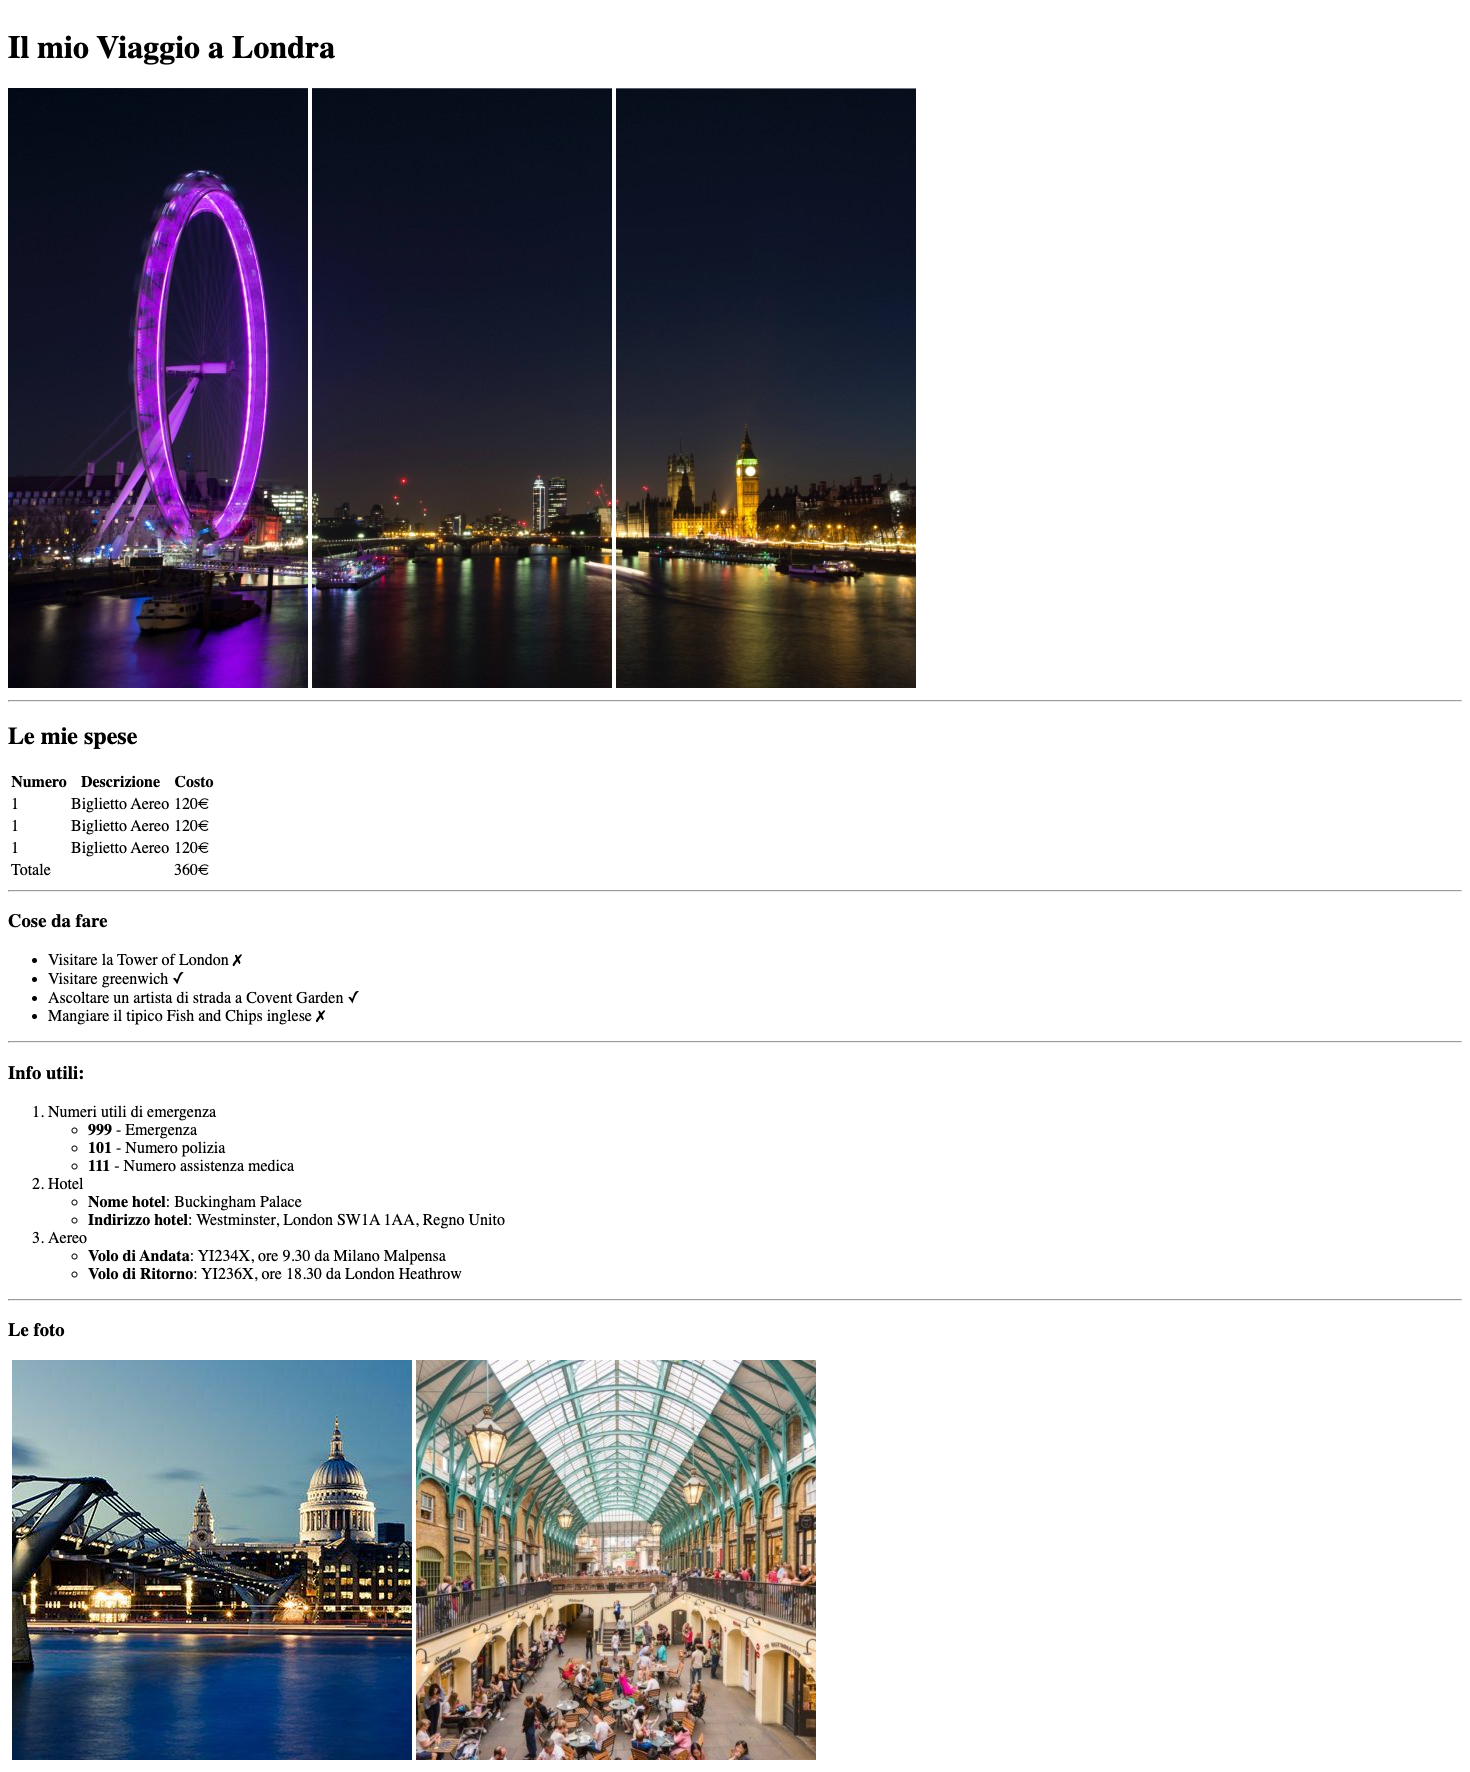 Il mio Viaggio a Londra
Le mie spese
Numero Descrizione Costo
1 Biglietto Aereo 120€
1 Biglietto Aereo 120€
1 Biglietto Aereo 120€
Totale 360€
Cose da fare
• Visitare la Tower of London ✗
• Visitare greenwich ✓
• Ascoltare un artista di strada a Covent Garden ✓
• Mangiare il tipico Fish and Chips inglese ✗
Info utili:
1. Numeri utili di emergenza
◦ 999 - Emergenza
◦ 101 - Numero polizia
◦ 111 - Numero assistenza medica
2. Hotel
◦ Nome hotel: Buckingham Palace
◦ Indirizzo hotel: Westminster, London SW1A 1AA, Regno Unito
3. Aereo
◦ Volo di Andata: YI234X, ore 9.30 da Milano Malpensa
◦ Volo di Ritorno: YI236X, ore 18.30 da London Heathrow
Le foto